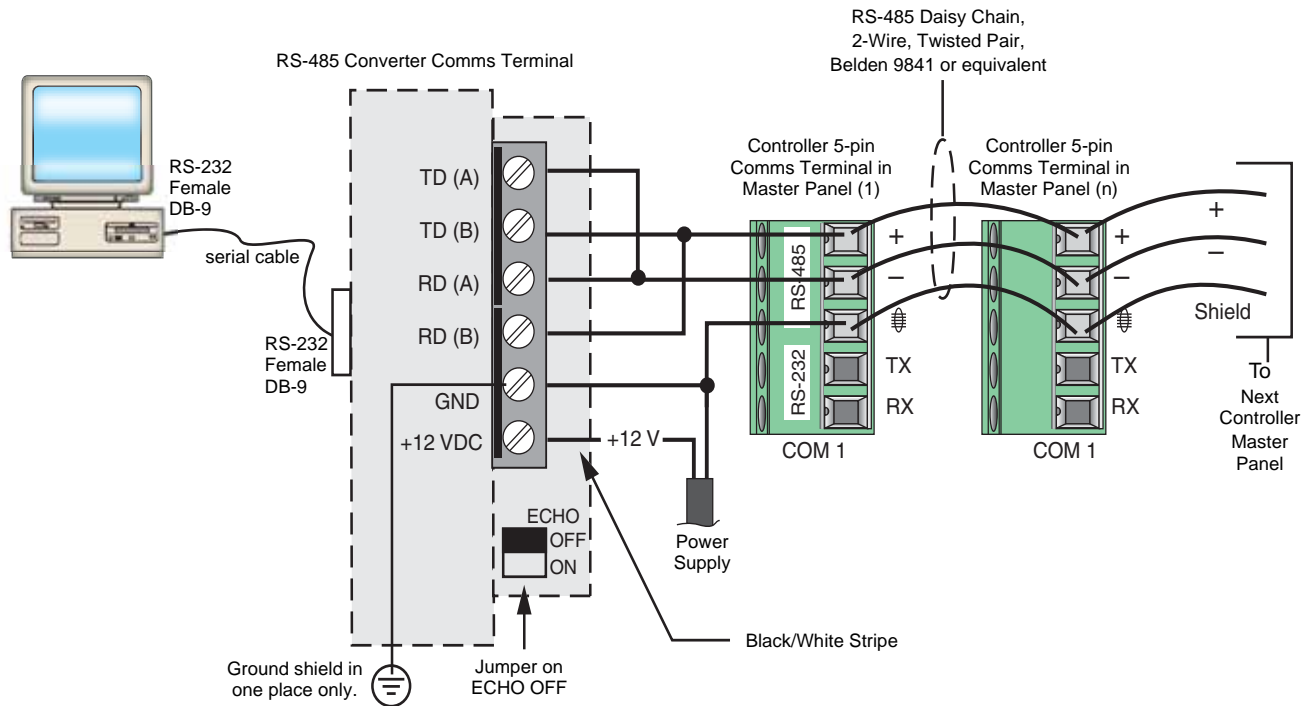 RS-485 Daisy Chain,
2-Wire, Twisted Pair,
Belden 9841 or equivalent
RS-485 Converter Comms Terminal
RS-232
Female
DB-9
serial cable
RS-232
Female
DB-9
TD (A)
TD (B)
RD (A)
RD (B)
GND
+12 VDC
+12 V
ECHO
OFF
ON
Power
Supply
Black/White Stripe
Jumper on
ECHO OFF
Ground shield in
one place only.
Controller 5-pin
Comms Terminal in
Master Panel (1)
RS-485
RS-232
+
–
TX
RX
COM 1
Controller 5-pin
Comms Terminal in
Master Panel (n)
+
–
TX
RX
COM 1
+
–
Shield
To
Next
Controller
Master
Panel